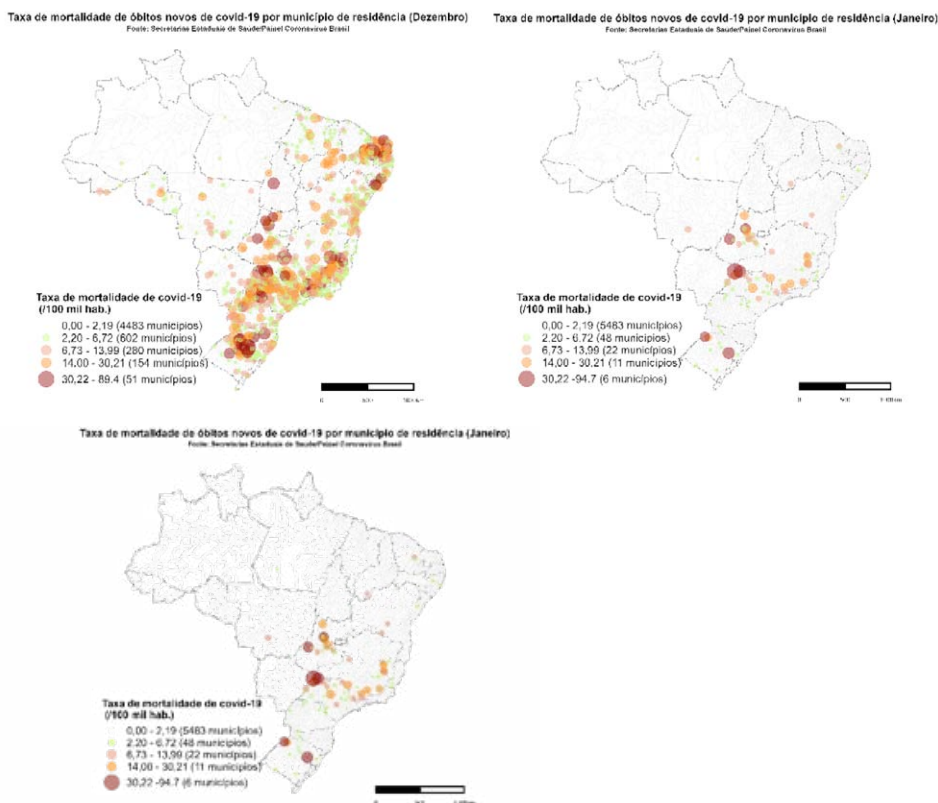 Taxa de mortalidade de óbitos novos de covid-19 por município de residência (Dezembro)
Fonte: Secretarias Estaduais de Saúde/Painel Coronavírus Brasil
Taxa de mortalidade de covid-19
(/100 mil hab.)
0,00 - 2,19 (4483 municípios)
2,20 - 6,72 (602 municípios)
6,73 - 13,99 (280 municípios)
14,00 - 30,21 (154 municípios)
30,22 - 89.4 (51 municípios)
0
Taxa de mortalidade de óbitos novos de covid-19 por município de residência (Janeiro)
Fonte: Secretarias Estaduais de Saúde/Painel Coronavírus Brasil
Taxa de mortalidade de covid-19
(/100 mil hab.)
0,00 - 2,19 (5483 municípios)
2,20 - 6,72 (48 municípios)
6,73 - 13,99 (22 municípios)
14,00 - 30,21 (11 municípios)
30,22 -94.7 (6 municípios)
0 500
Taxa de mortalidade de óbitos novos de covid-19 por município de residência (Janeiro)
Fonte: Secretarias Estaduais de Saúde/Painel Coronavírus Brasil
Taxa de mortalidade de covid-19
(/100 mil hab.)
0,00 - 2,19 (5483 municípios)
2,20 - 6,72 (48 municípios)
6,73 - 13,99 (22 municípios)
14,00 - 30,21 (11 municípios)
30,22 -94.7 (6 municípios)